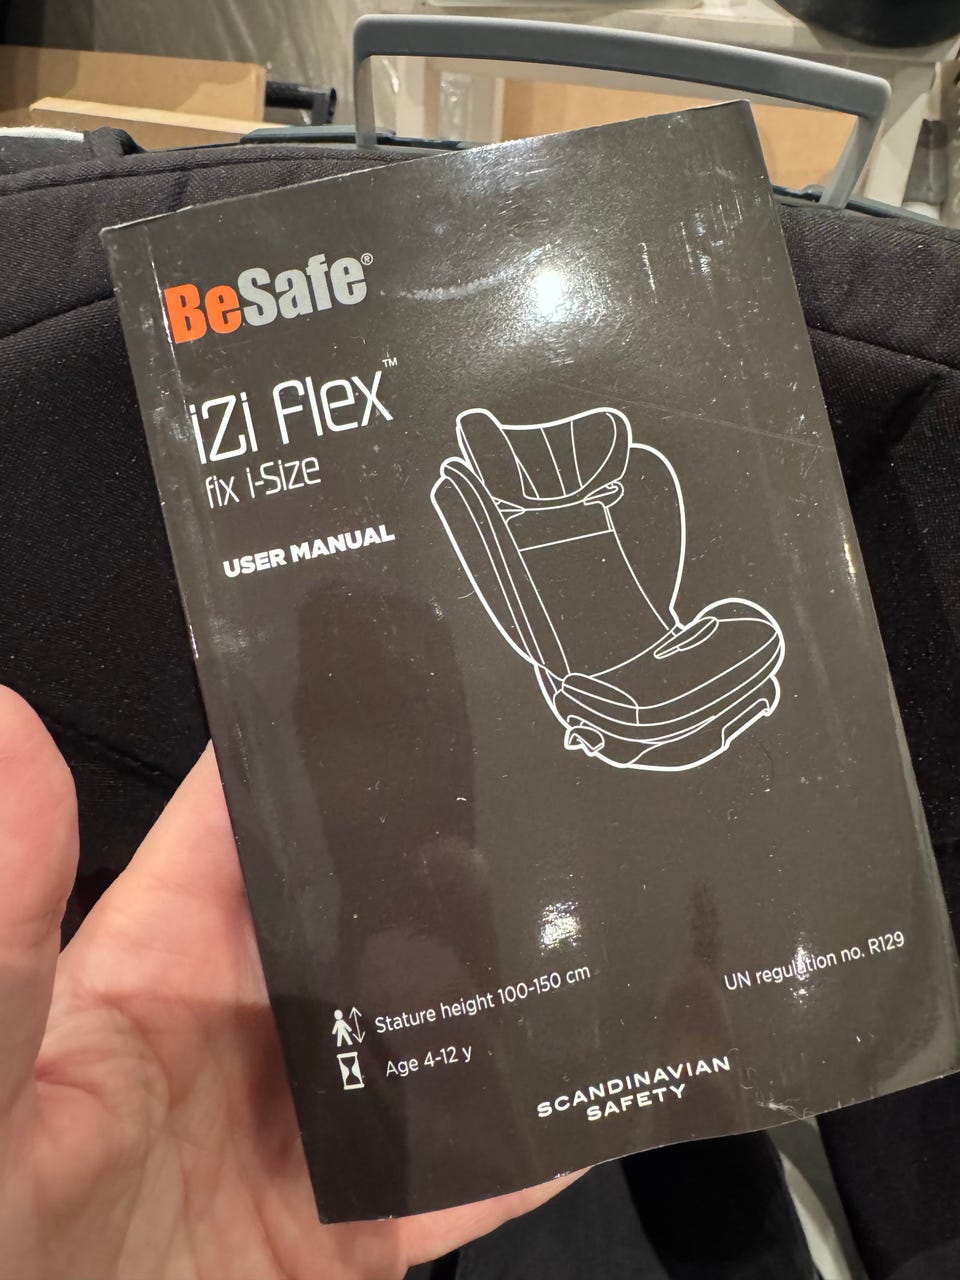 BeSafe®
iZi Flex™
fix i-Size
USER MANUAL
Stature height 100-150 cm
Age 4-12 y
UN regulation no. R129
SCANDINAVIAN
SAFETY